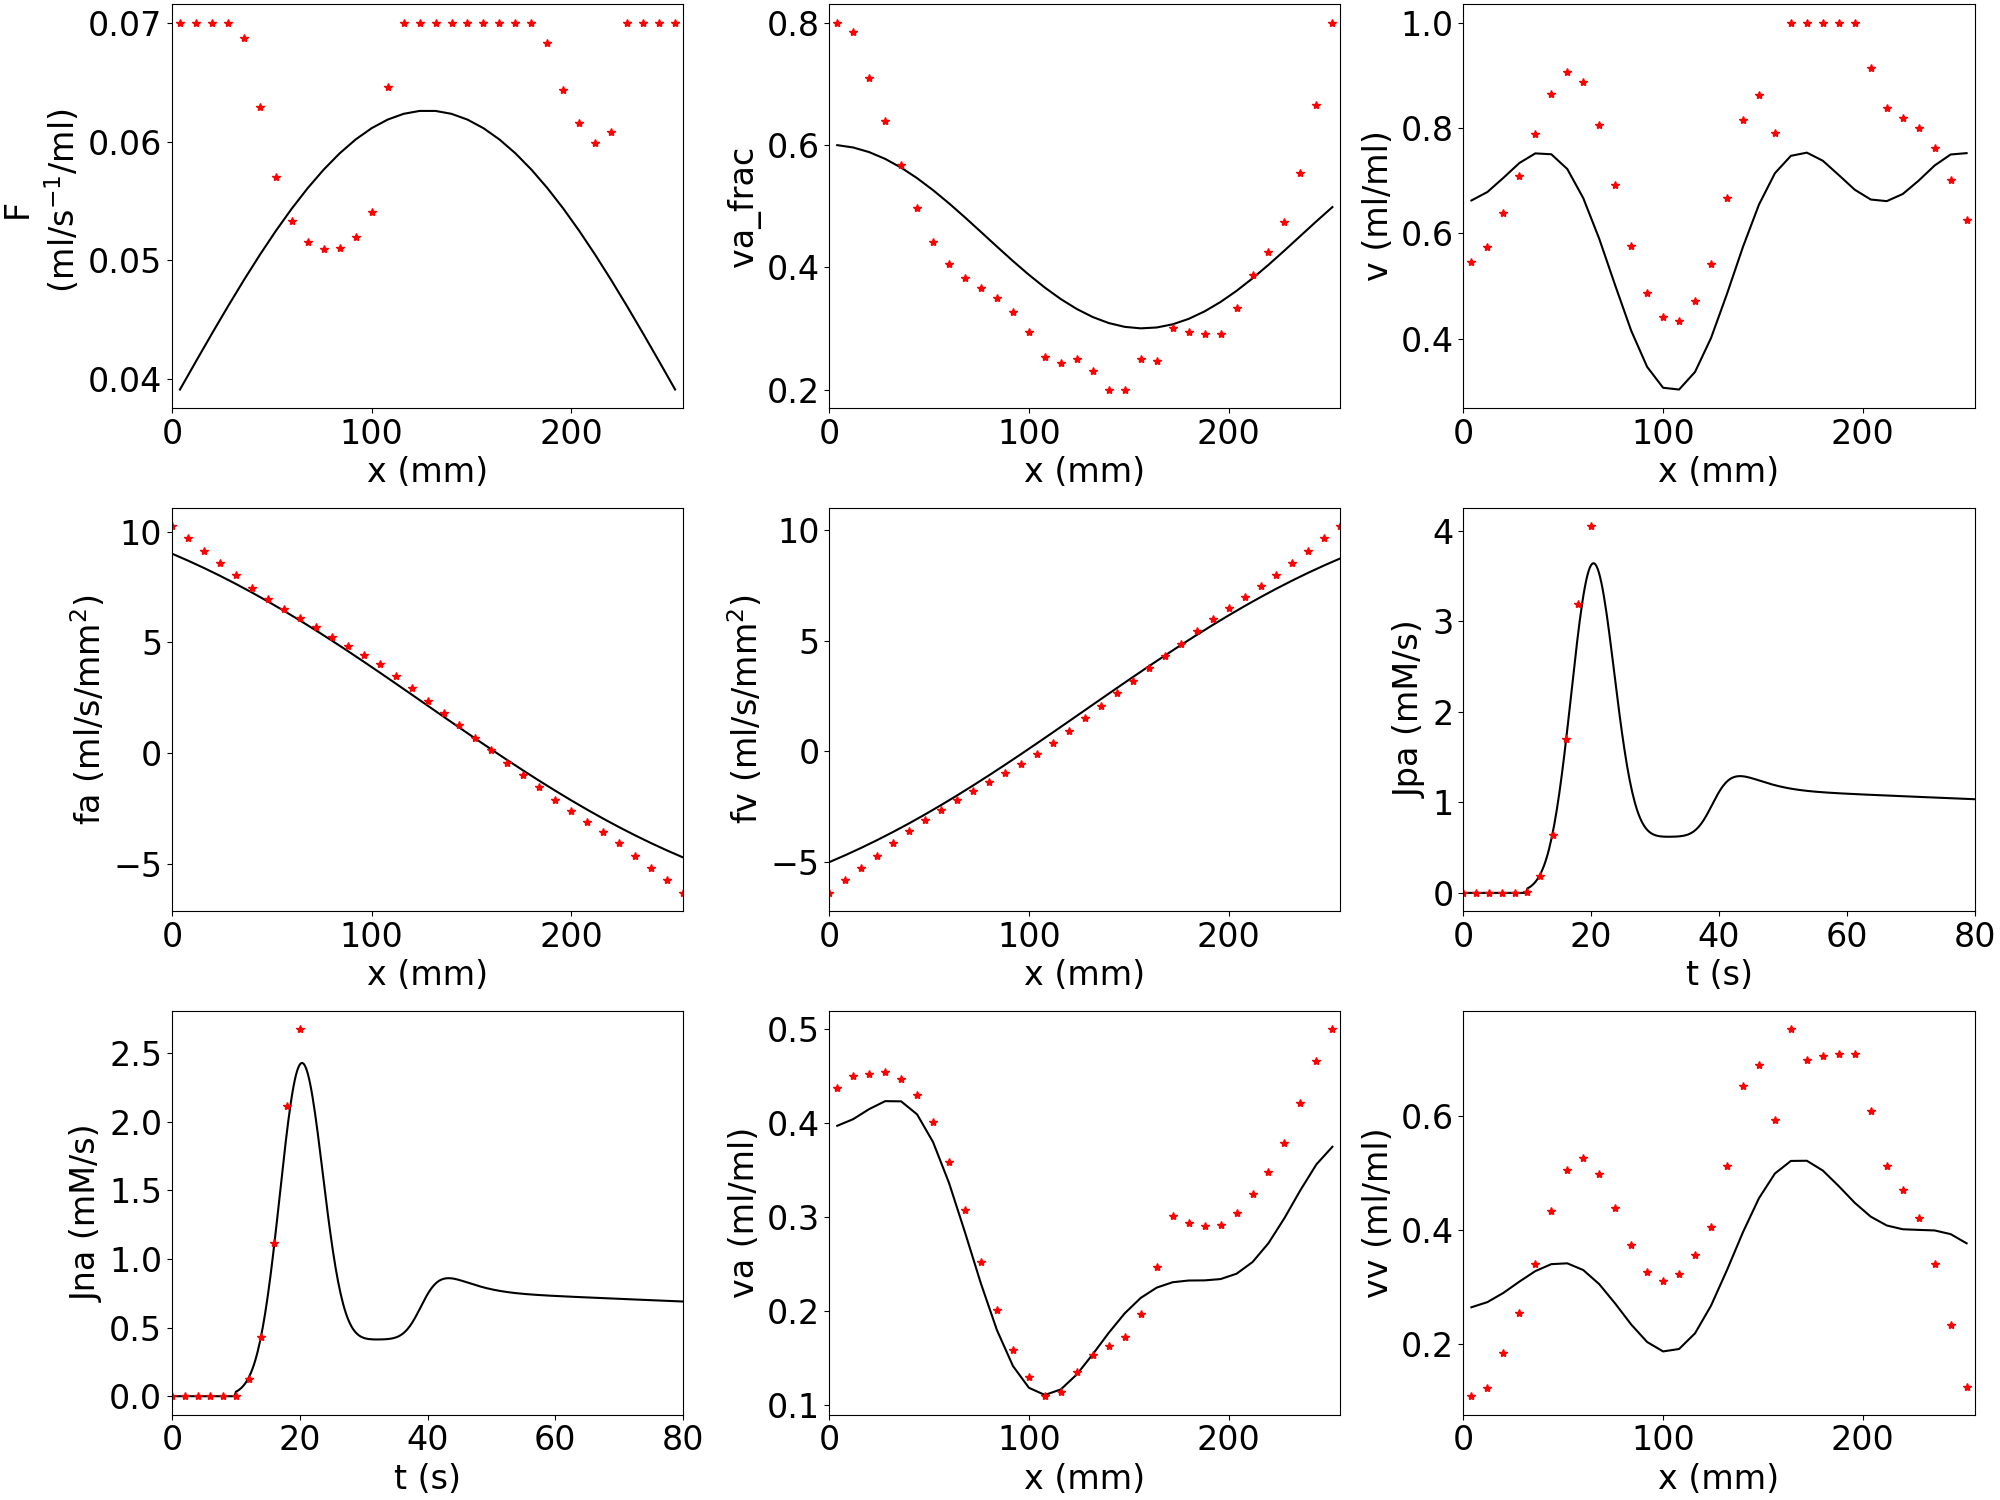 F
(ml/s⁻¹/ml)
0.07
0.06
0.05
0.04
0 100 200
x (mm)
va_frac
0.8
0.6
0.4
0.2
0 100 200
x (mm)
v (ml/ml)
1.0
0.8
0.6
0.4
0 100 200
x (mm)
fa (ml/s/mm²)
10
5
0
−5
0 100 200
x (mm)
fv (ml/s/mm²)
10
5
0
−5
0 100 200
x (mm)
Jpa (mM/s)
4
3
2
1
0
0 20 40 60 80
t (s)
Jna (mM/s)
2.5
2.0
1.5
1.0
0.5
0.0
0 20 40 60 80
t (s)
va (ml/ml)
0.5
0.4
0.3
0.2
0.1
0 100 200
x (mm)
vv (ml/ml)
0.6
0.4
0.2
0 100 200
x (mm)